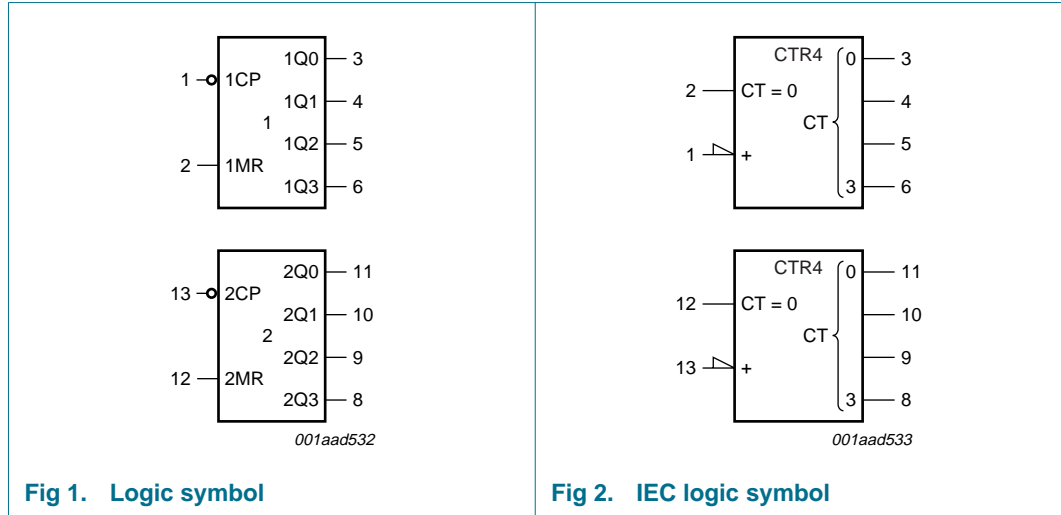 1Q0 3
1 1CP
1Q1 4
1
1Q2 5
2 1MR
1Q3 6
2Q0 11
13 2CP
2Q1 10
2
2Q2 9
12 2MR
2Q3 8
001aad532
Fig 1. Logic symbol
CTR4 0 3
2 CT = 0
4
CT
5
1 +
3 6
CTR4 0 11
12 CT = 0
10
CT
9
13 +
3 8
001aad533
Fig 2. IEC logic symbol